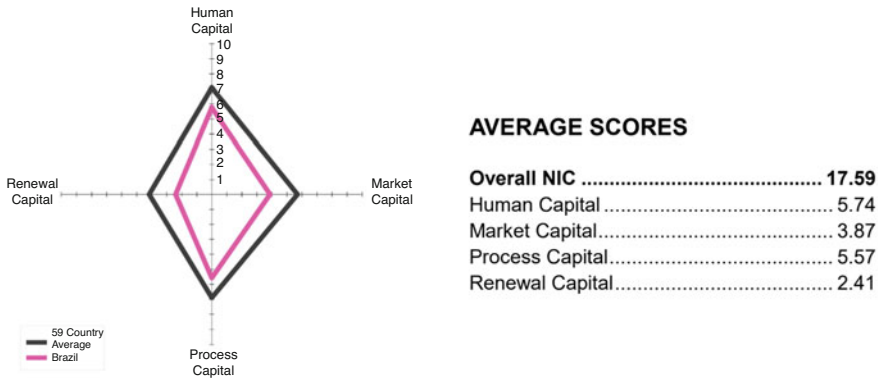 Human
Capital
10
9
8
7
6
5
4
3
2
1
Renewal
Capital
Market
Capital
Process
Capital
59 Country
Average
Brazil
AVERAGE SCORES
Overall NIC ........................................ 17.59
Human Capital ...................................... 5.74
Market Capital...................................... 3.87
Process Capital..................................... 5.57
Renewal Capital.................................... 2.41